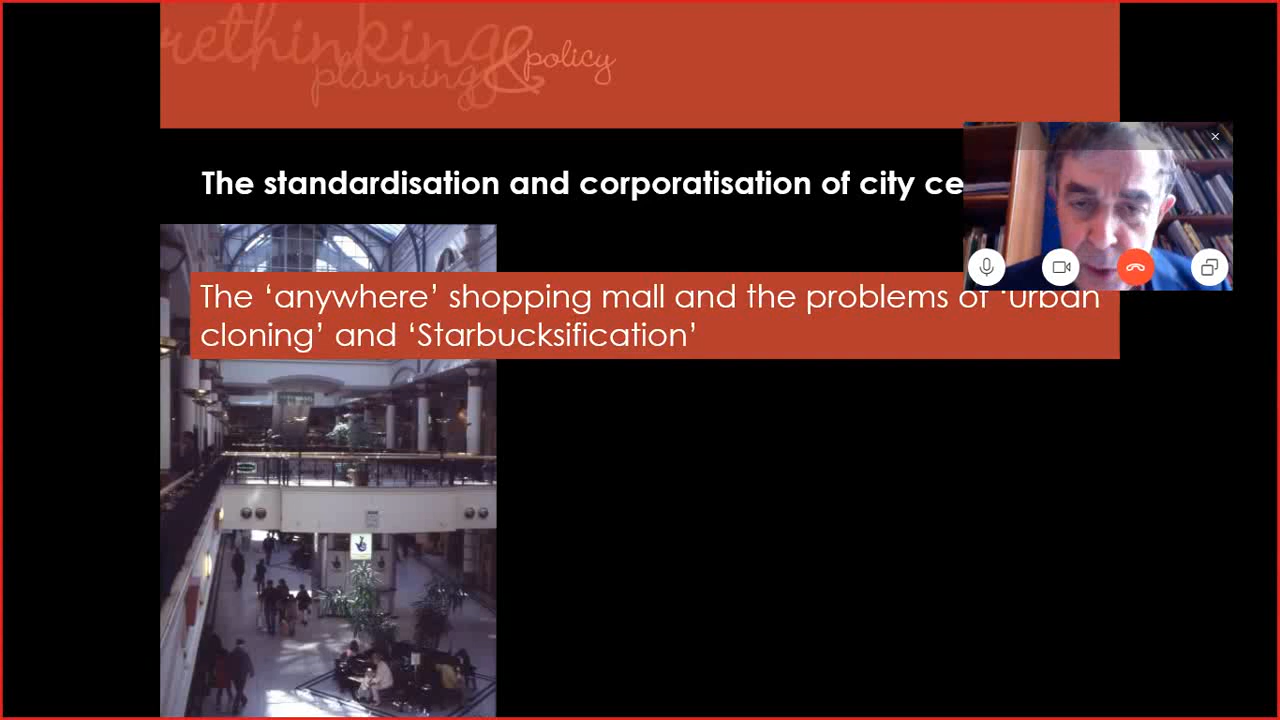 rethinking
planning & policy
The standardisation and corporatisation of city ce
The ‘anywhere’ shopping mall and the problems of ‘urban
cloning’ and ‘Starbucksification’